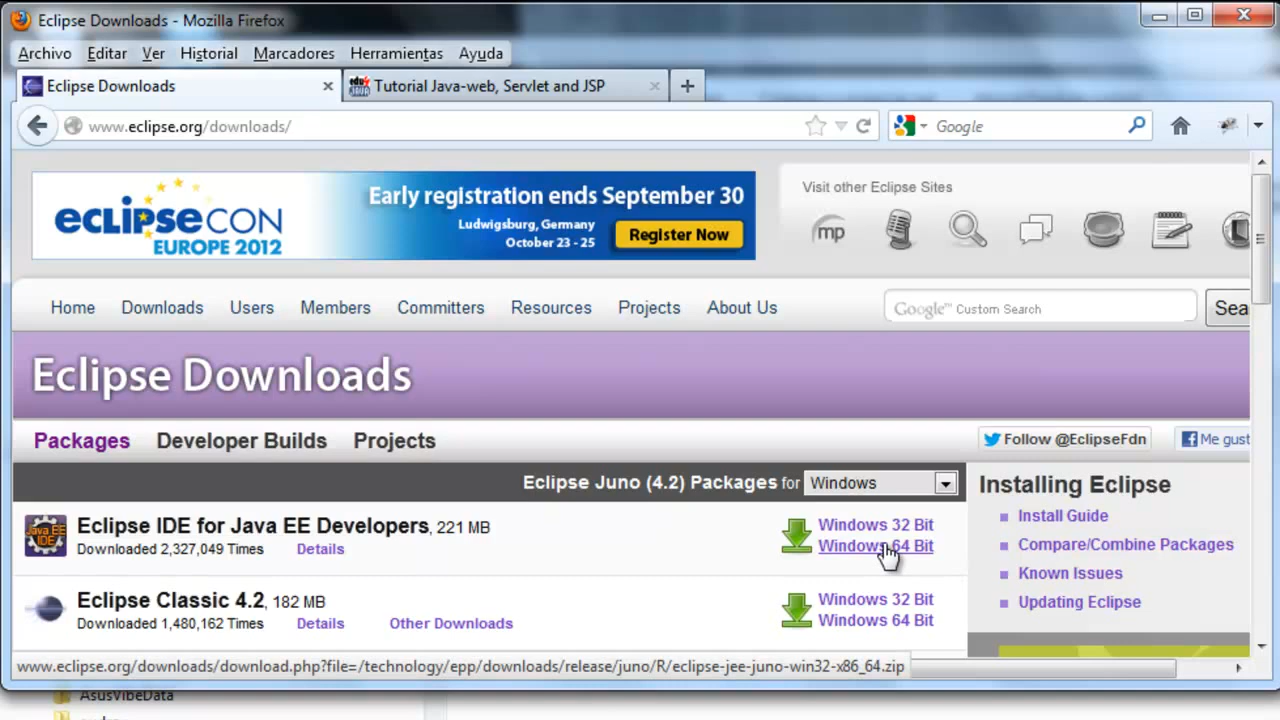 Eclipse Downloads - Mozilla Firefox
Archivo Editar Ver Historial Marcadores Herramientas Ayuda
Eclipse Downloads
Tutorial Java-web, Servlet and JSP
www.eclipse.org/downloads/
Google
eclipsecon
EUROPE 2012
Early registration ends September 30
Ludwigsburg, Germany
October 23 - 25
Register Now
Visit other Eclipse Sites
mp
Home Downloads Users Members Committers Resources Projects About Us
Google™ Custom Search
Sea
Eclipse Downloads
Packages Developer Builds Projects
Follow @EclipseFdn
Me gust
Eclipse Juno (4.2) Packages for Windows
Java EE IDE
Eclipse IDE for Java EE Developers, 221 MB
Downloaded 2,327,049 Times Details
Windows 32 Bit
Windows 64 Bit
Eclipse Classic 4.2, 182 MB
Downloaded 1,480,162 Times Details Other Downloads
Windows 32 Bit
Windows 64 Bit
Installing Eclipse
Install Guide
Compare/Combine Packages
Known Issues
Updating Eclipse
www.eclipse.org/downloads/download.php?file=/technology/epp/downloads/release/juno/R/eclipse-jee-juno-win32-x86_64.zip
AsusVibeData